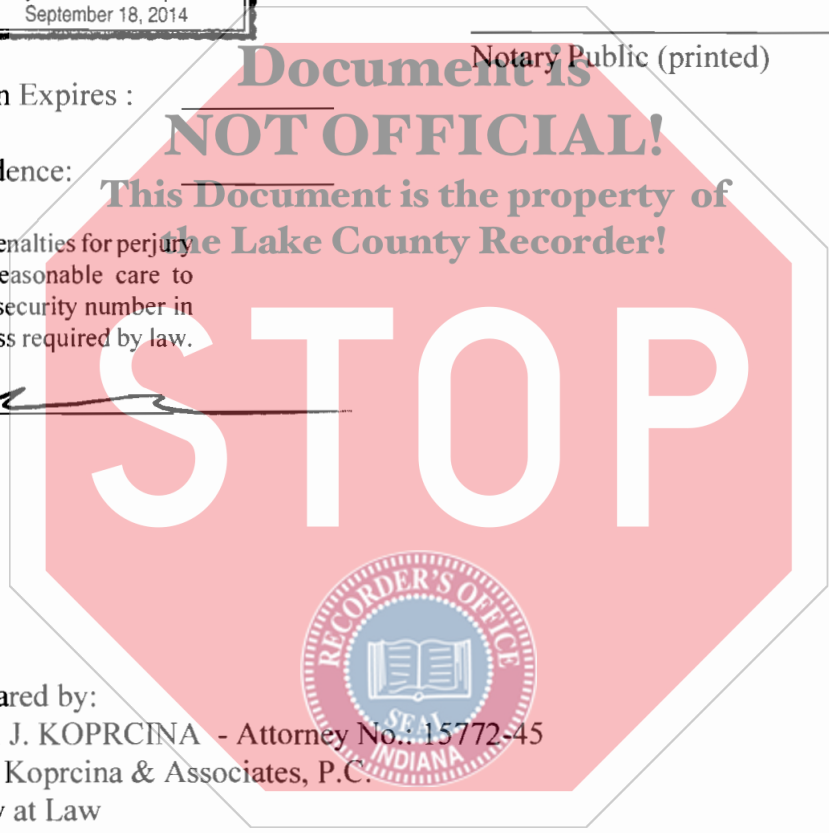 September 18, 2014
Notary Public (printed)
Document is
NOT OFFICIAL!
This Document is the property of
the Lake County Recorder!
Expires :
enalties for perjury
easonable care to
security number in
ss required by law.
STOP
RECORDER'S OFFICE
SEAL
INDIANA
ared by:
J. KOPRCINA - Attorney No.: 15772-45
Koprcina & Associates, P.C.
at Law